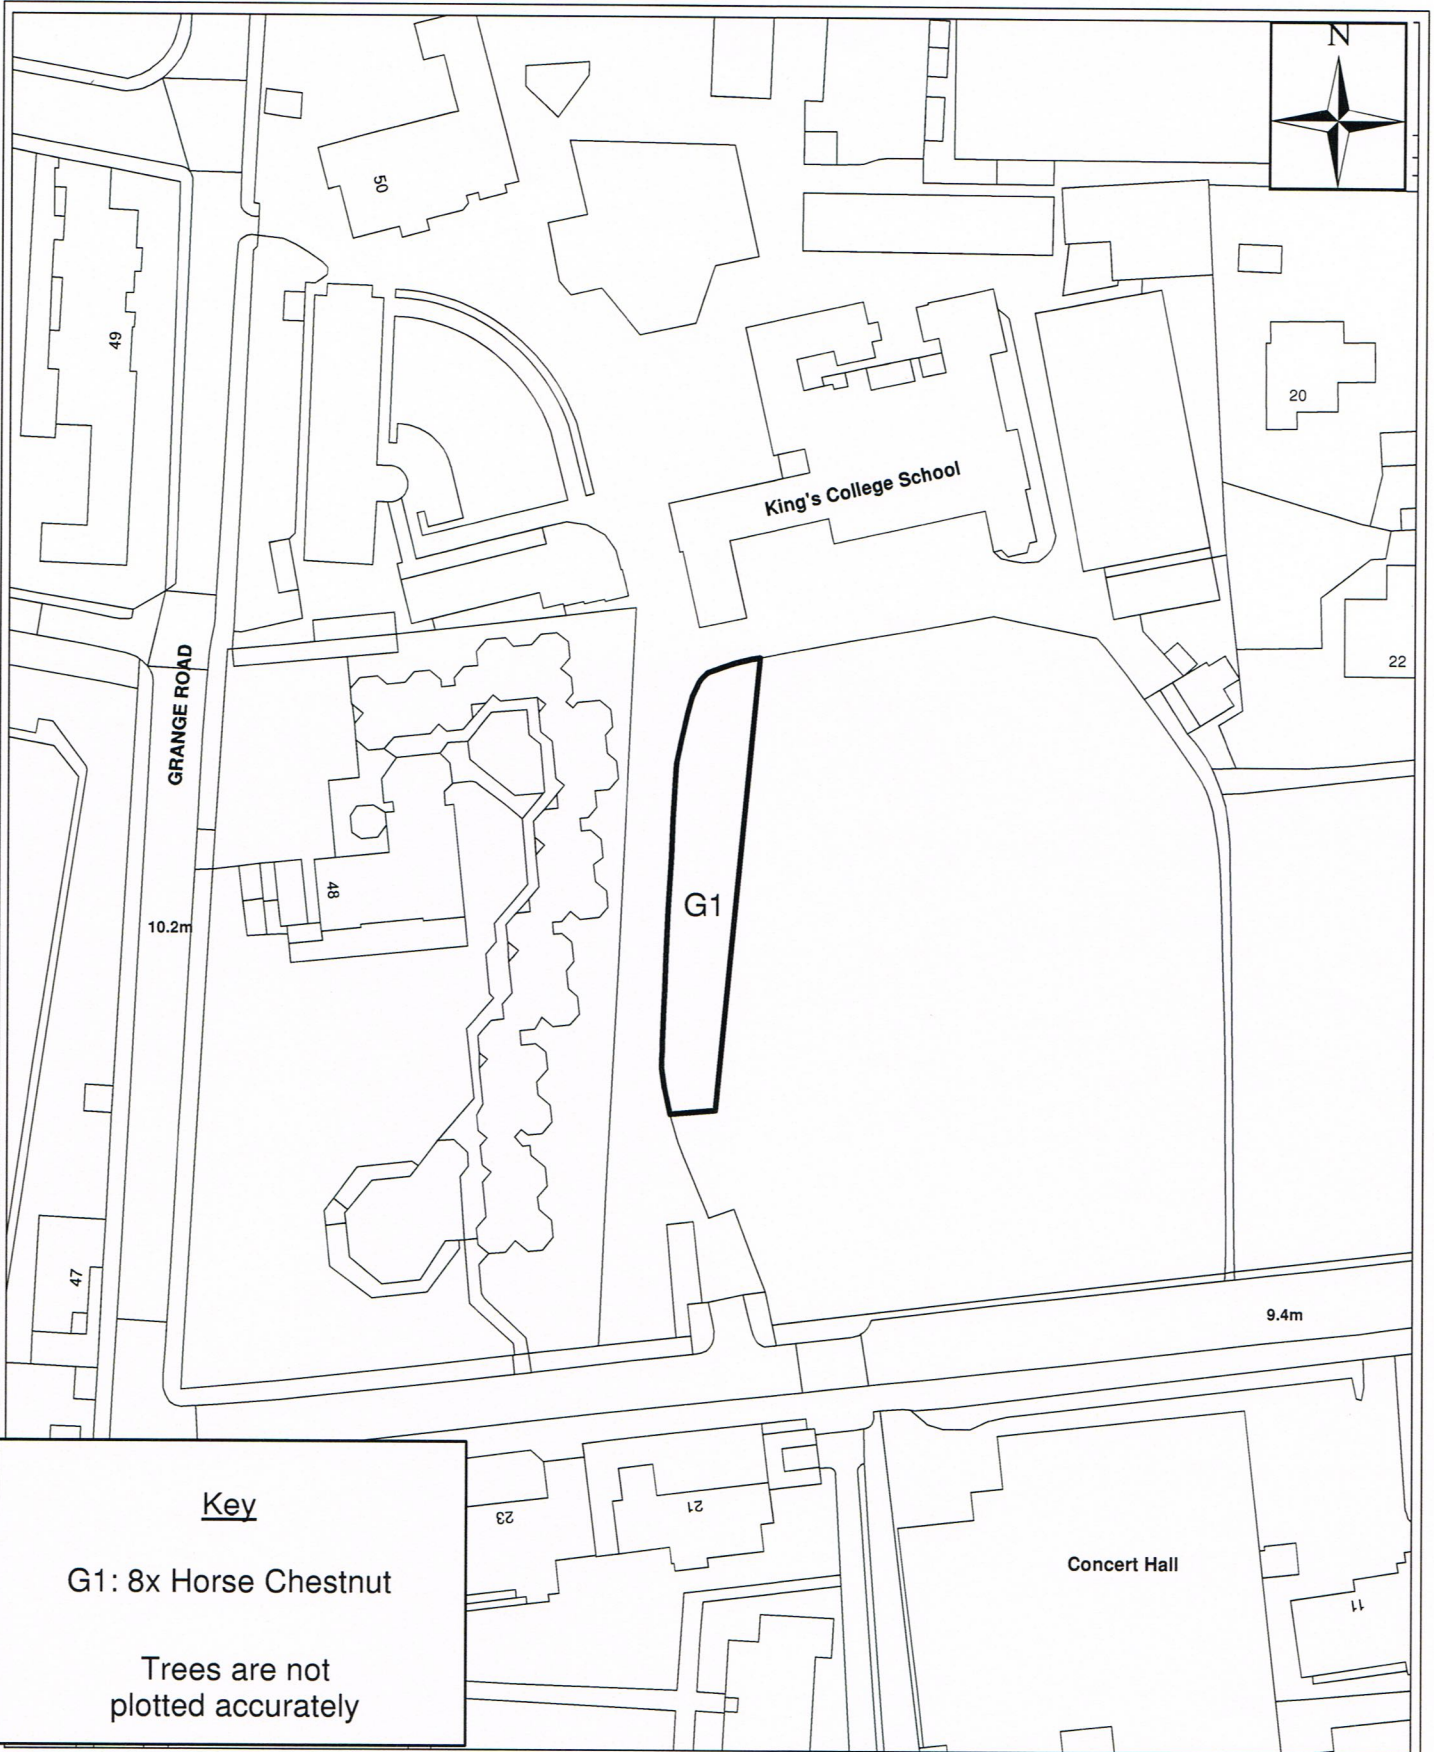 N
50
49
20
King's College School
22
GRANGE ROAD
48
G1
10.2m
47
9.4m
Key
G1: 8x Horse Chestnut
Trees are not
plotted accurately
23
21
Concert Hall
11